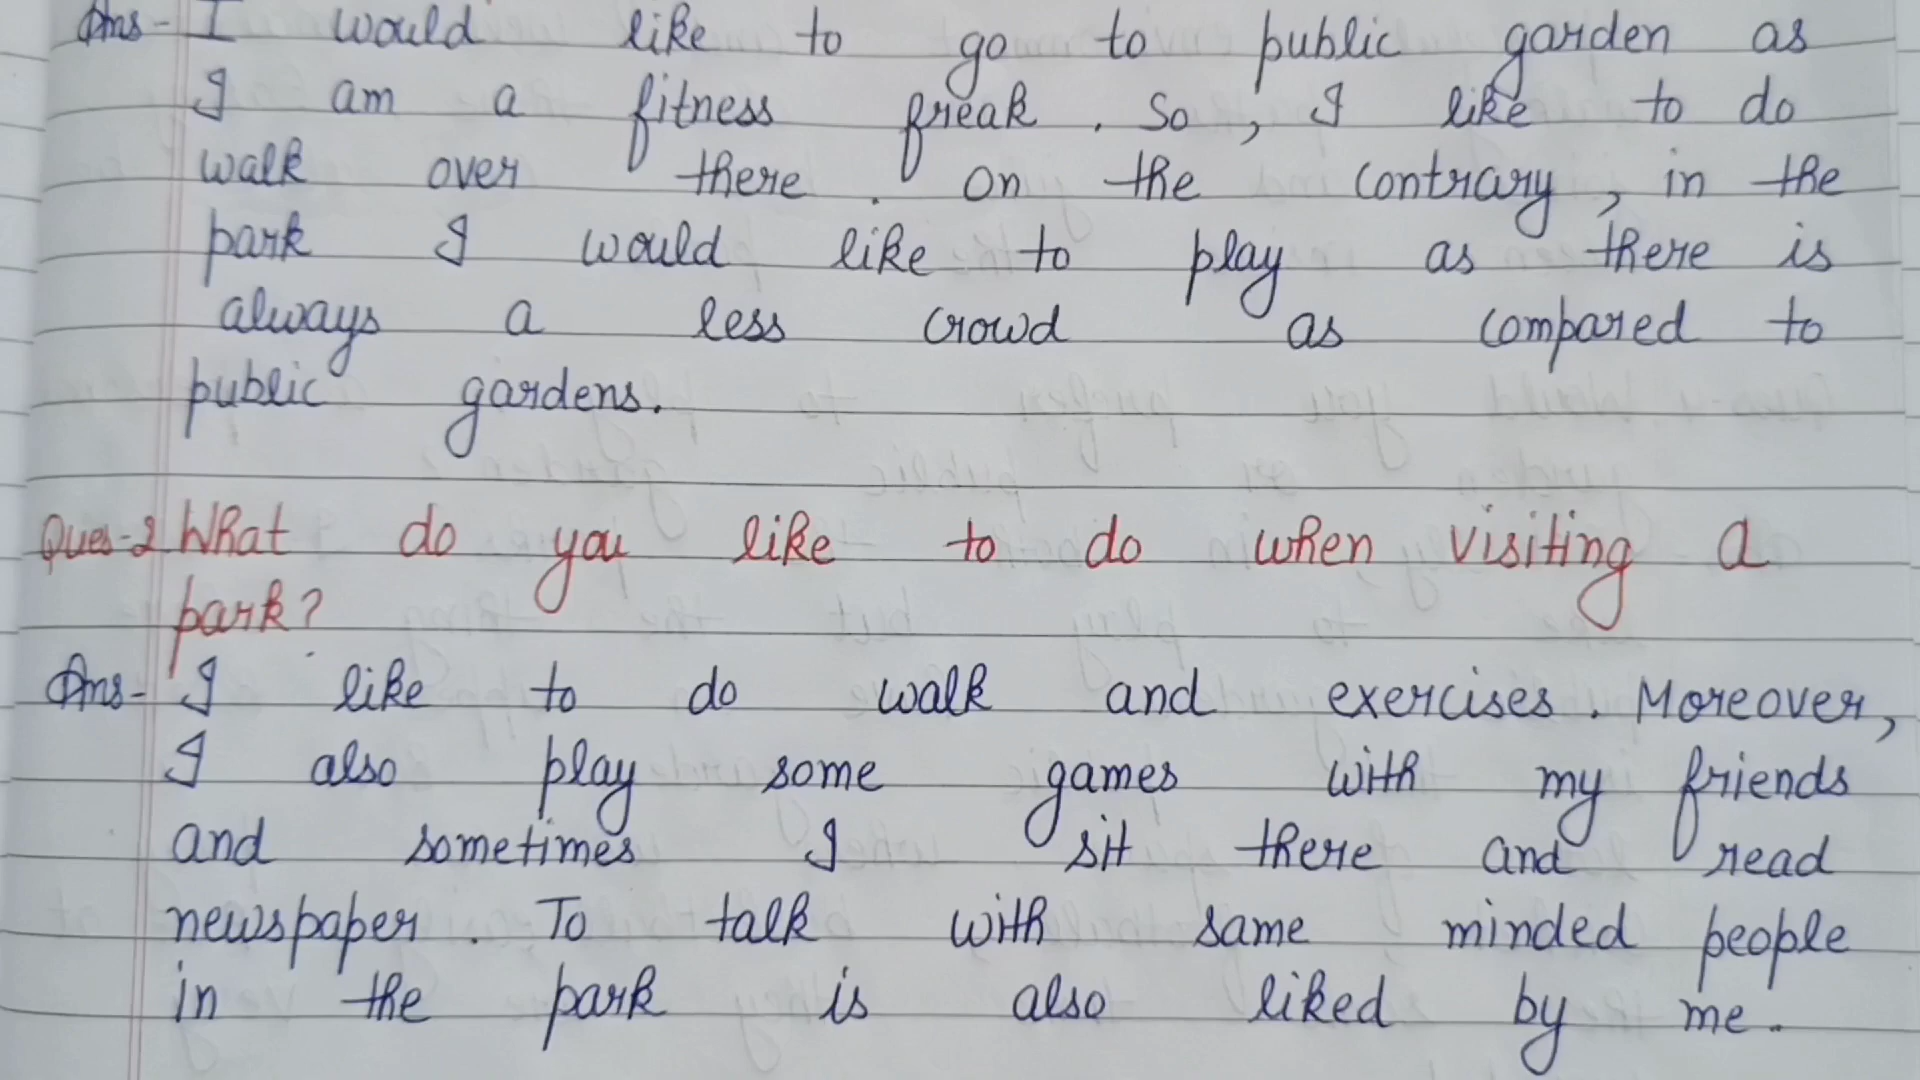 Ans- I would like to go to public garden as
I am a fitness freak. So, I like to do
walk over there. On the contrary, in the
park I would like to play as there is
always a less crowd as compared to
public gardens.
Ques-2 What do you like to do when visiting a
park?
Ans- I like to do walk and exercises. Moreover,
I also play some games with my friends
and sometimes I sit there and read
newspaper. To talk with same minded people
in the park is also liked by me.